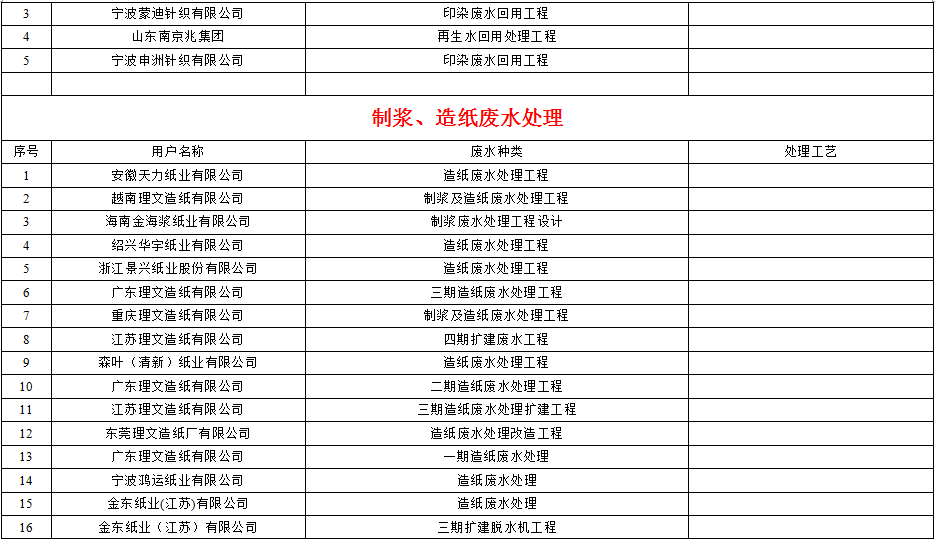 3 宁波蒙迪针织有限公司 印染废水回用工程
4 山东南京兆集团 再生水回用处理工程
5 宁波申洲针织有限公司 印染废水回用工程
制浆、造纸废水处理
序号 用户名称 废水种类 处理工艺
1 安徽天力纸业有限公司 造纸废水处理工程
2 越南理文造纸有限公司 制浆及造纸废水处理工程
3 海南金海浆纸业有限公司 制浆废水处理工程设计
4 绍兴华宇纸业有限公司 造纸废水处理工程
5 浙江景兴纸业股份有限公司 造纸废水处理工程
6 广东理文造纸有限公司 三期造纸废水处理工程
7 重庆理文造纸有限公司 制浆及造纸废水处理工程
8 江苏理文造纸有限公司 四期扩建废水工程
9 森叶（清新）纸业有限公司 造纸废水处理工程
10 广东理文造纸有限公司 二期造纸废水处理工程
11 江苏理文造纸有限公司 三期造纸废水处理扩建工程
12 东莞理文造纸厂有限公司 造纸废水处理改造工程
13 广东理文造纸有限公司 一期造纸废水处理
14 宁波鸿运纸业有限公司 造纸废水处理
15 金东纸业(江苏)有限公司 造纸废水处理
16 金东纸业（江苏）有限公司 三期扩建脱水机工程